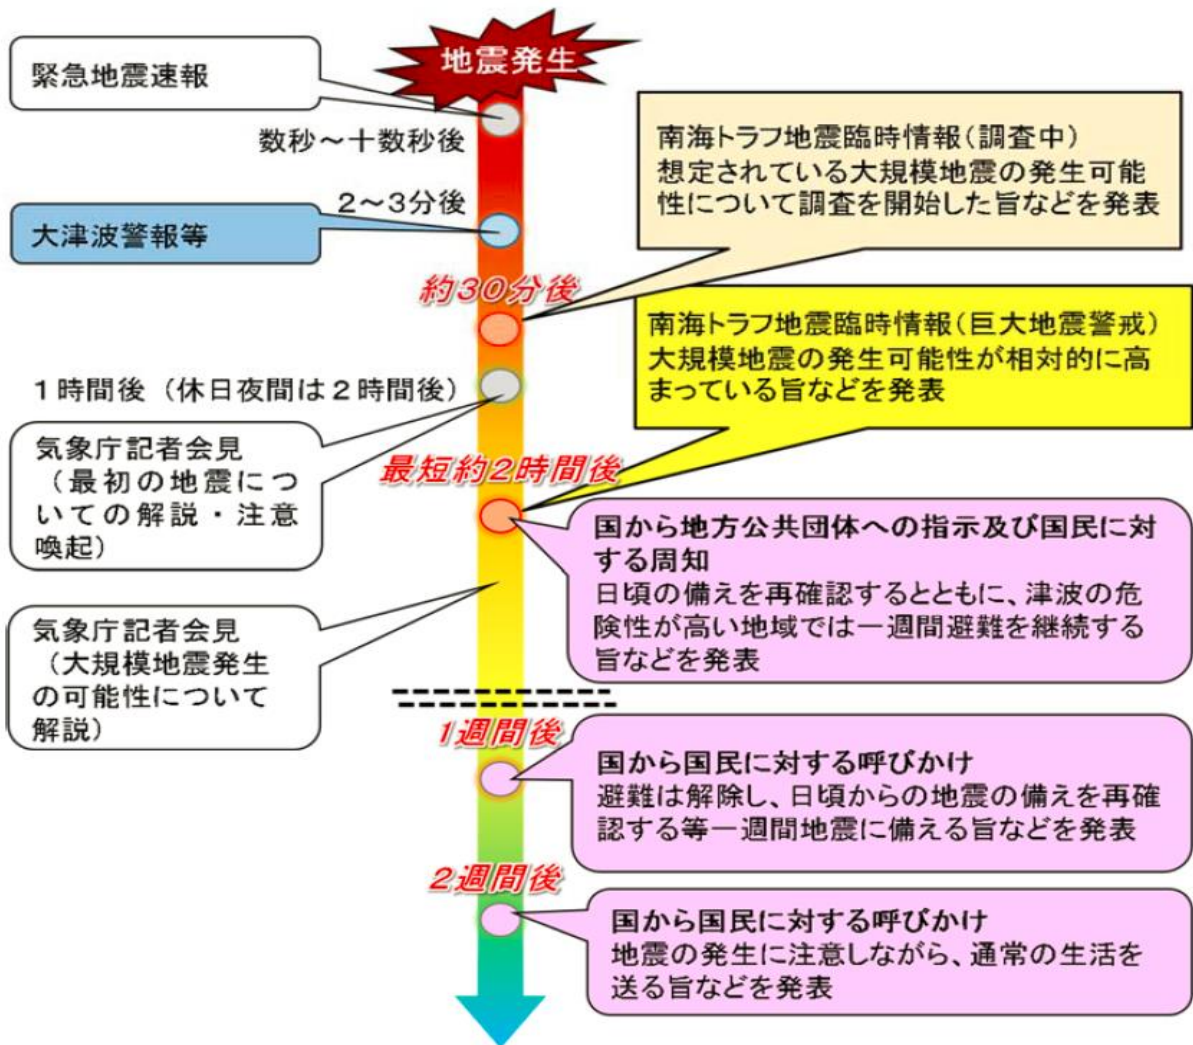 地震発生
緊急地震速報
数秒～十数秒後
2～3分後
大津波警報等
約30分後
南海トラフ地震臨時情報(調査中)
想定されている大規模地震の発生可能
性について調査を開始した旨などを発表
1時間後（休日夜間は2時間後）
気象庁記者会見
（最初の地震につ
いての解説・注意
喚起）
南海トラフ地震臨時情報(巨大地震警戒)
大規模地震の発生可能性が相対的に高
まっている旨などを発表
最短約2時間後
国から地方公共団体への指示及び国民に対
する周知
日頃の備えを再確認するとともに、津波の危
険性が高い地域では一週間避難を継続する
旨などを発表
気象庁記者会見
（大規模地震発生
の可能性について
解説）
1週間後
国から国民に対する呼びかけ
避難は解除し、日頃からの地震の備えを再確
認する等一週間地震に備える旨などを発表
2週間後
国から国民に対する呼びかけ
地震の発生に注意しながら、通常の生活を
送る旨などを発表